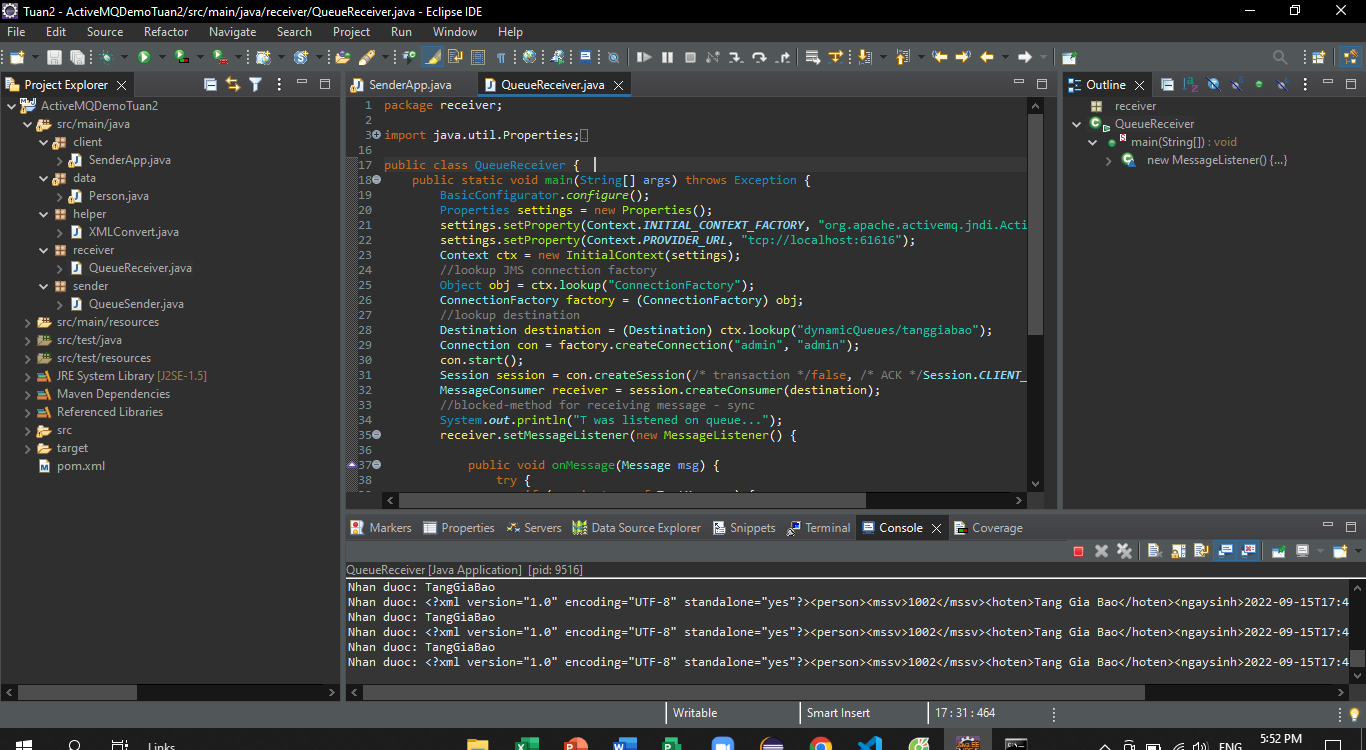 Tuan2 - ActiveMQDemoTuan2/src/main/java/receiver/QueueReceiver.java - Eclipse IDE
File Edit Source Refactor Navigate Search Project Run Window Help
Project Explorer
ActiveMQDemoTuan2
src/main/java
client
SenderApp.java
data
Person.java
helper
XMLConvert.java
receiver
QueueReceiver.java
sender
QueueSender.java
src/main/resources
src/test/java
src/test/resources
JRE System Library [J2SE-1.5]
Maven Dependencies
Referenced Libraries
src
target
pom.xml
SenderApp.java QueueReceiver.java
1 package receiver;
2
3 import java.util.Properties;
16
17 public class QueueReceiver {
18 public static void main(String[] args) throws Exception {
19 BasicConfigurator.configure();
20 Properties settings = new Properties();
21 settings.setProperty(Context.INITIAL_CONTEXT_FACTORY, "org.apache.activemq.jndi.Acti
22 settings.setProperty(Context.PROVIDER_URL, "tcp://localhost:61616");
23 Context ctx = new InitialContext(settings);
24 //lookup JMS connection factory
25 Object obj = ctx.lookup("ConnectionFactory");
26 ConnectionFactory factory = (ConnectionFactory) obj;
27 //lookup destination
28 Destination destination = (Destination) ctx.lookup("dynamicQueues/tanggiabao");
29 Connection con = factory.createConnection("admin", "admin");
30 con.start();
31 Session session = con.createSession(/* transaction */false, /* ACK */Session.CLIENT_
32 MessageConsumer receiver = session.createConsumer(destination);
33 //blocked-method for receiving message - sync
34 System.out.println("T was listened on queue...");
35 receiver.setMessageListener(new MessageListener() {
36
37 public void onMessage(Message msg) {
38 try {
Outline
receiver
QueueReceiver
main(String[]) : void
new MessageListener() {...}
Markers Properties Servers Data Source Explorer Snippets Terminal Console Coverage
QueueReceiver [Java Application] [pid: 9516]
Nhan duoc: TangGiaBao
Nhan duoc: <?xml version="1.0" encoding="UTF-8" standalone="yes"?><person><mssv>1002</mssv><hoten>Tang Gia Bao</hoten><ngaysinh>2022-09-15T17:4
Nhan duoc: TangGiaBao
Nhan duoc: <?xml version="1.0" encoding="UTF-8" standalone="yes"?><person><mssv>1002</mssv><hoten>Tang Gia Bao</hoten><ngaysinh>2022-09-15T17:4
Nhan duoc: TangGiaBao
Nhan duoc: <?xml version="1.0" encoding="UTF-8" standalone="yes"?><person><mssv>1002</mssv><hoten>Tang Gia Bao</hoten><ngaysinh>2022-09-15T17:4
Writable Smart Insert 17 : 31 : 464
Links
ENG
5:52 PM